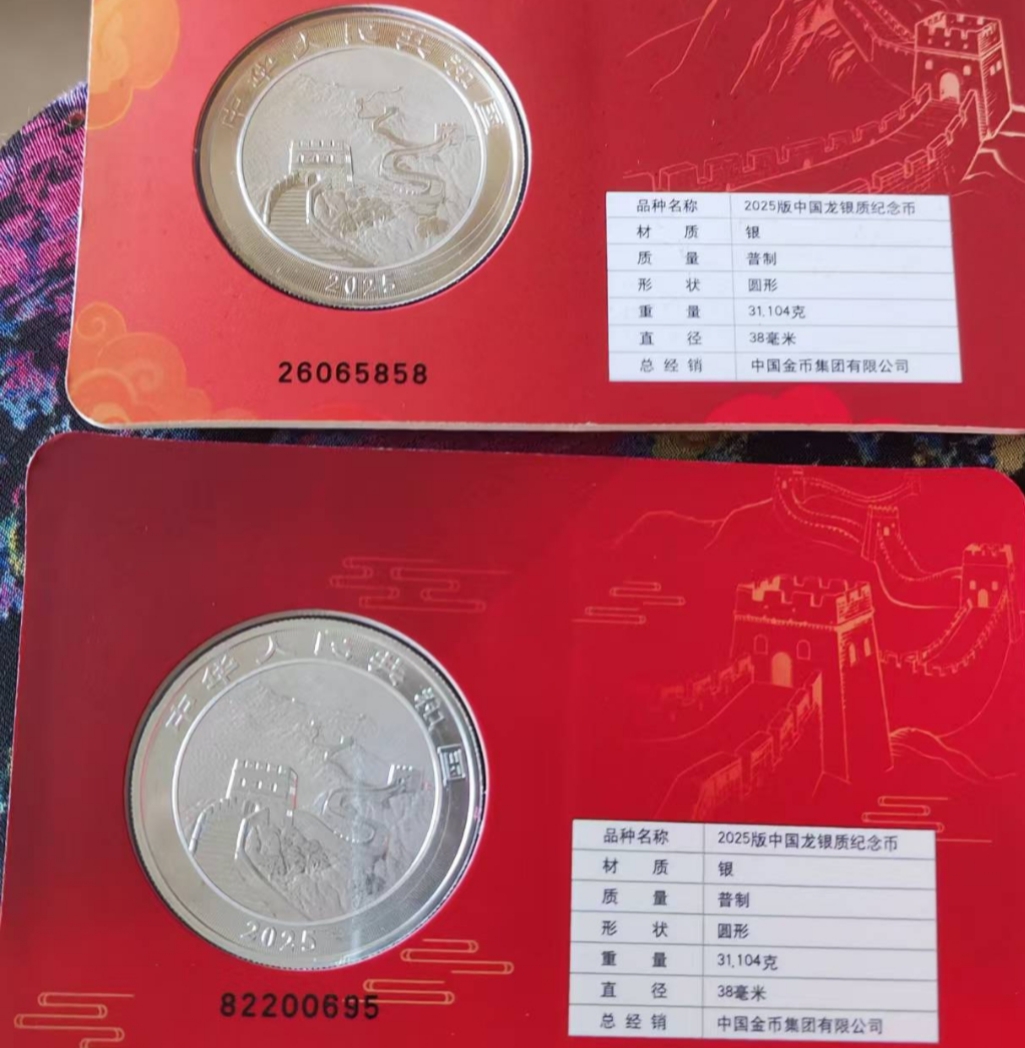 中华人民共和国
2025
26065858
品种名称 2025版中国龙银质纪念币
材 质 银
质 量 普制
形 状 圆形
重 量 31.104克
直 径 38毫米
总 经 销 中国金币集团有限公司
中华人民共和国
2025
82200695
品种名称 2025版中国龙银质纪念币
材 质 银
质 量 普制
形 状 圆形
重 量 31.104克
直 径 38毫米
总 经 销 中国金币集团有限公司